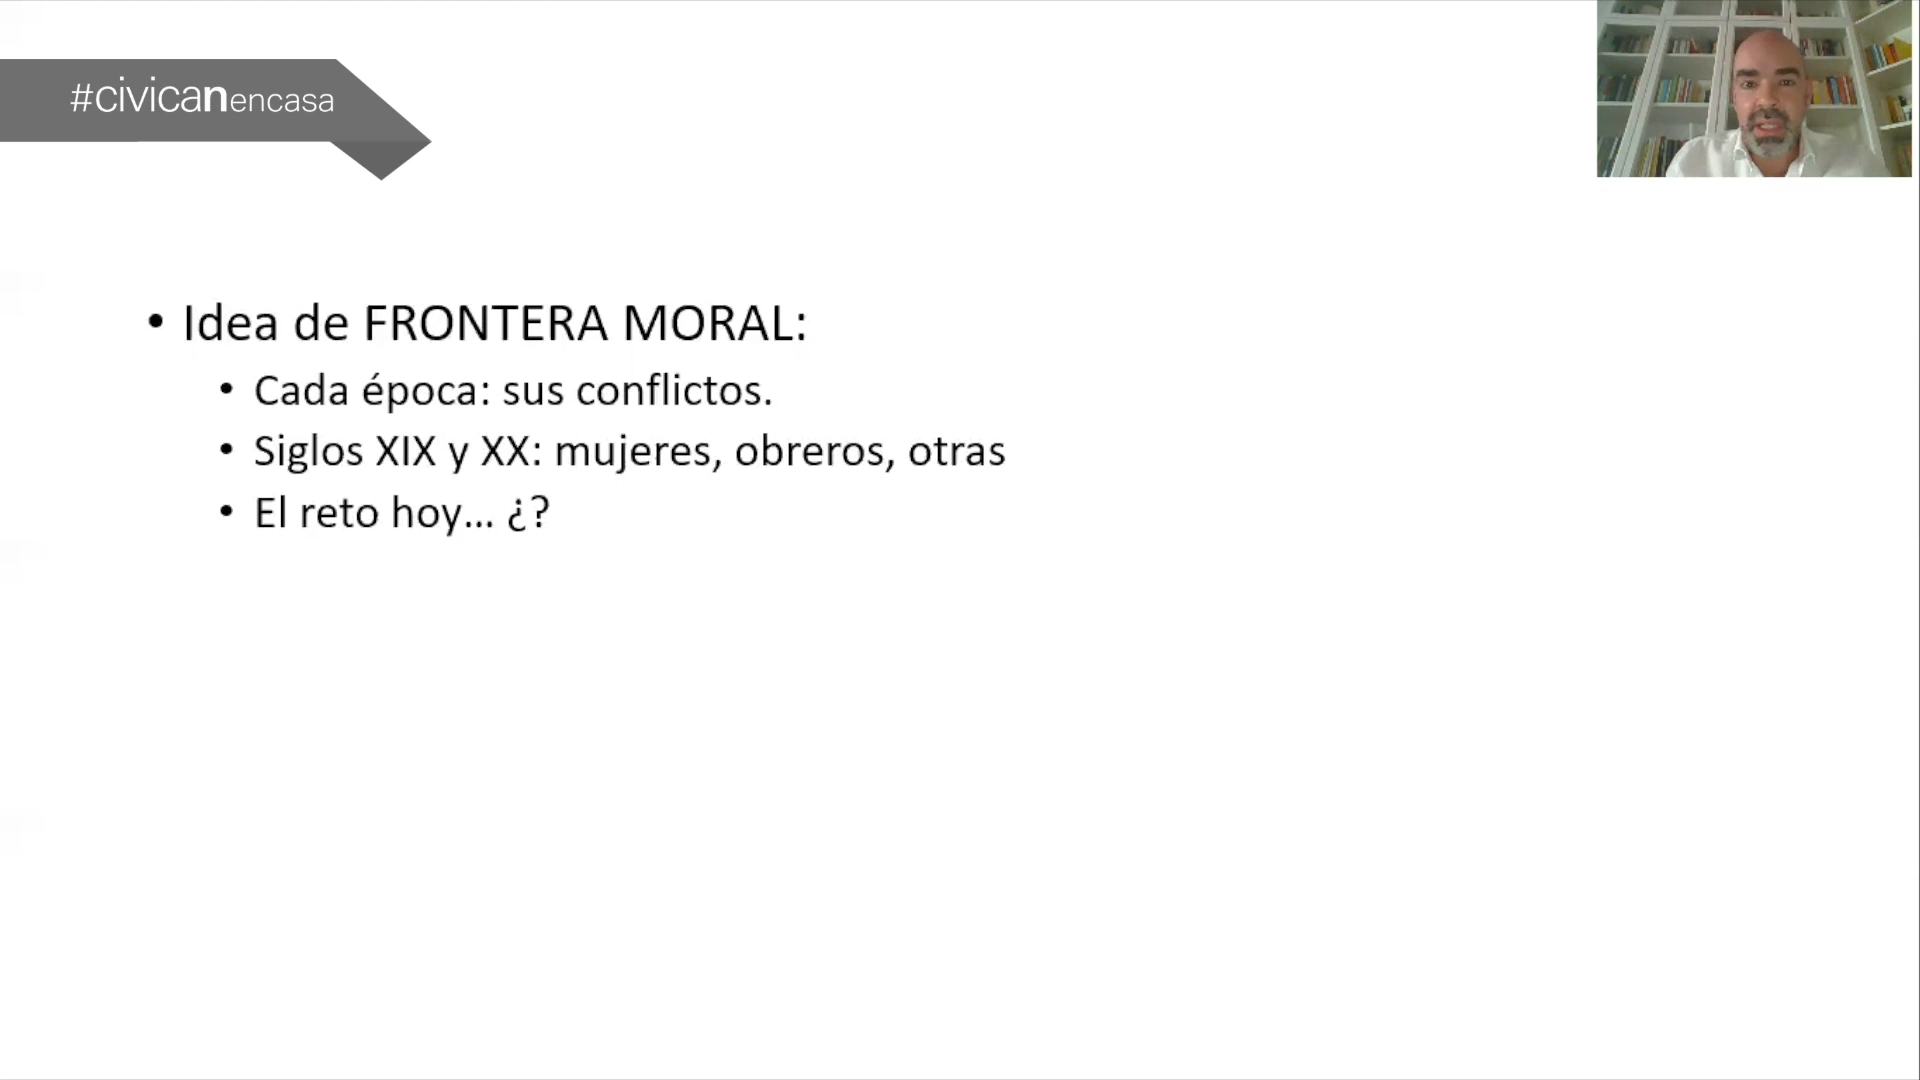 #civicanencasa
• Idea de FRONTERA MORAL:
• Cada época: sus conflictos.
• Siglos XIX y XX: mujeres, obreros, otras
• El reto hoy... ¿?